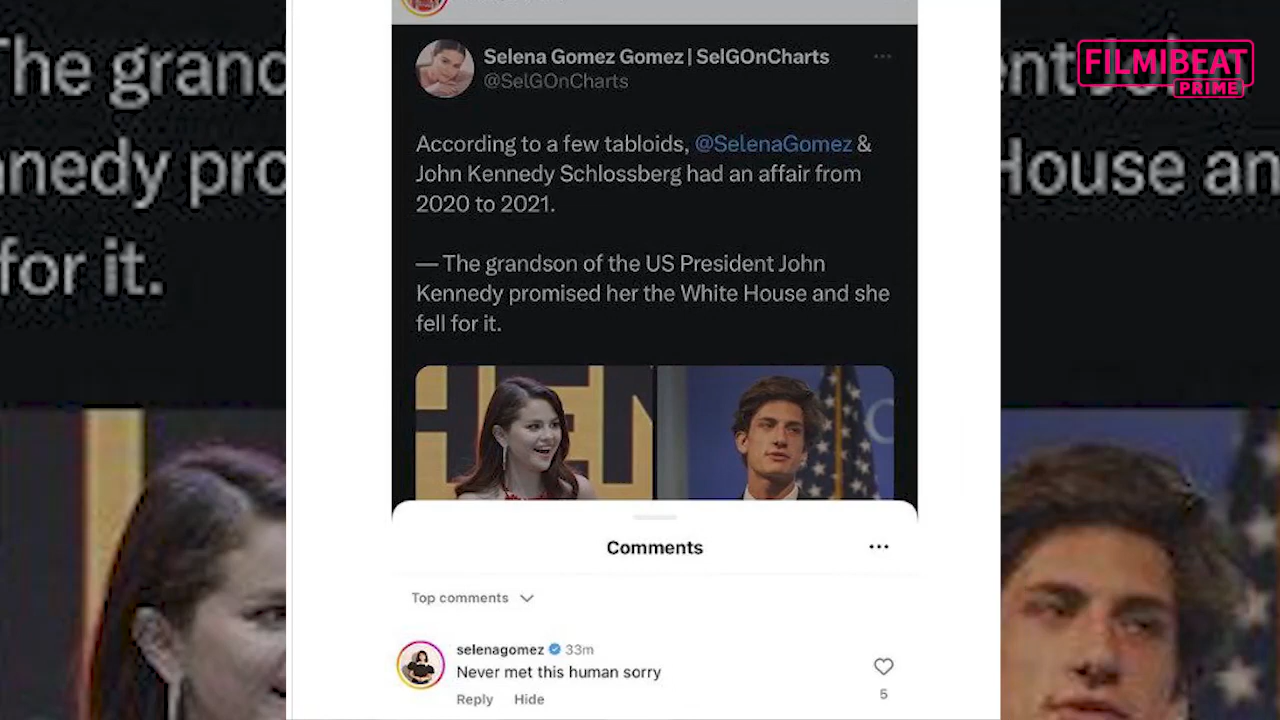 FILMIBEAT
PRIME
Selena Gomez Gomez | SelGOnCharts
@SelGOnCharts
According to a few tabloids, @SelenaGomez &
John Kennedy Schlossberg had an affair from
2020 to 2021.
— The grandson of the US President John
Kennedy promised her the White House and she
fell for it.
HEN
Comments
Top comments
selenagomez 33m
Never met this human sorry
5
Reply Hide
The grand
nnedy pro
for it.
ent
House an